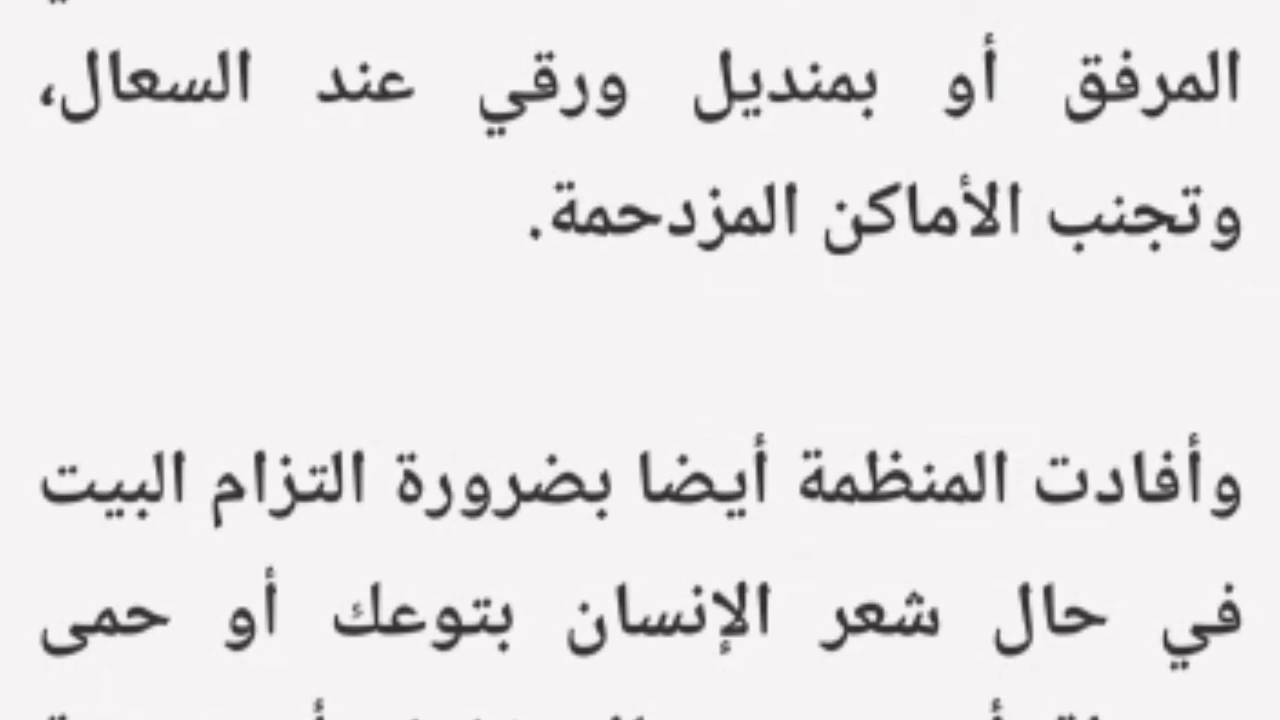 المرفق أو بمنديل ورقي عند السعال،
وتجنب الأماكن المزدحمة.
وأفادت المنظمة أيضا بضرورة التزام البيت
في حال شعر الإنسان بتوعك أو حمى